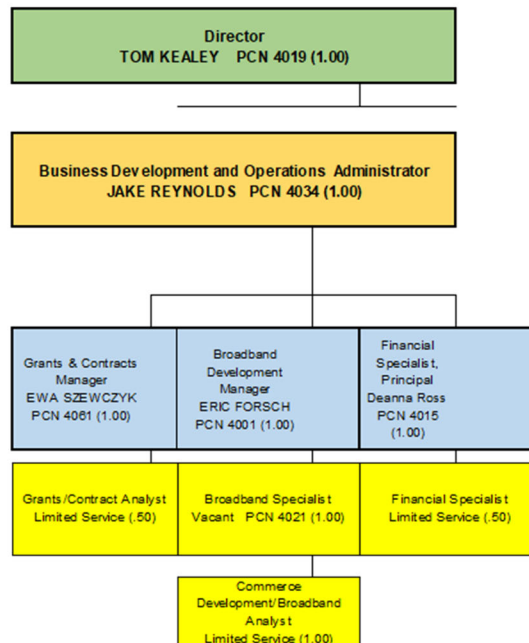 Director
TOM KEALEY PCN 4019 (1.00)
Business Development and Operations Administrator
JAKE REYNOLDS PCN 4034 (1.00)
Grants & Contracts
Manager
EWA SZEWCZYK
PCN 4061 (1.00)
Broadband
Development
Manager
ERIC FORSCH
PCN 4001 (1.00)
Financial
Specialist,
Principal
Deanna Ross
PCN 4015
(1.00)
Grants/Contract Analyst
Limited Service (.50)
Broadband Specialist
Vacant PCN 4021 (1.00)
Financial Specialist
Limited Service (.50)
Commerce
Development/Broadband
Analyst
Limited Service (1.00)